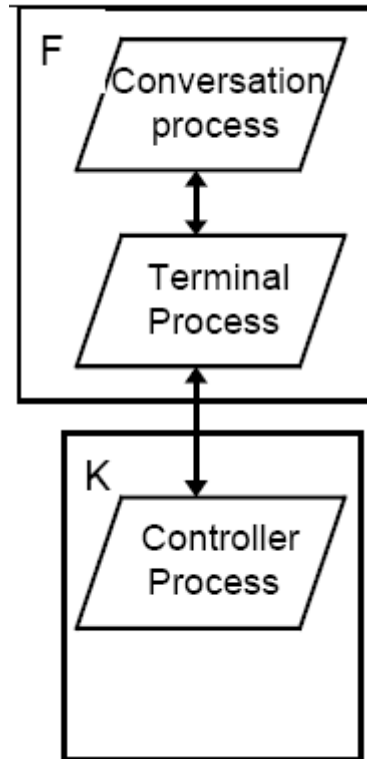 F
Conversation
process
Terminal
Process
K
Controller
Process